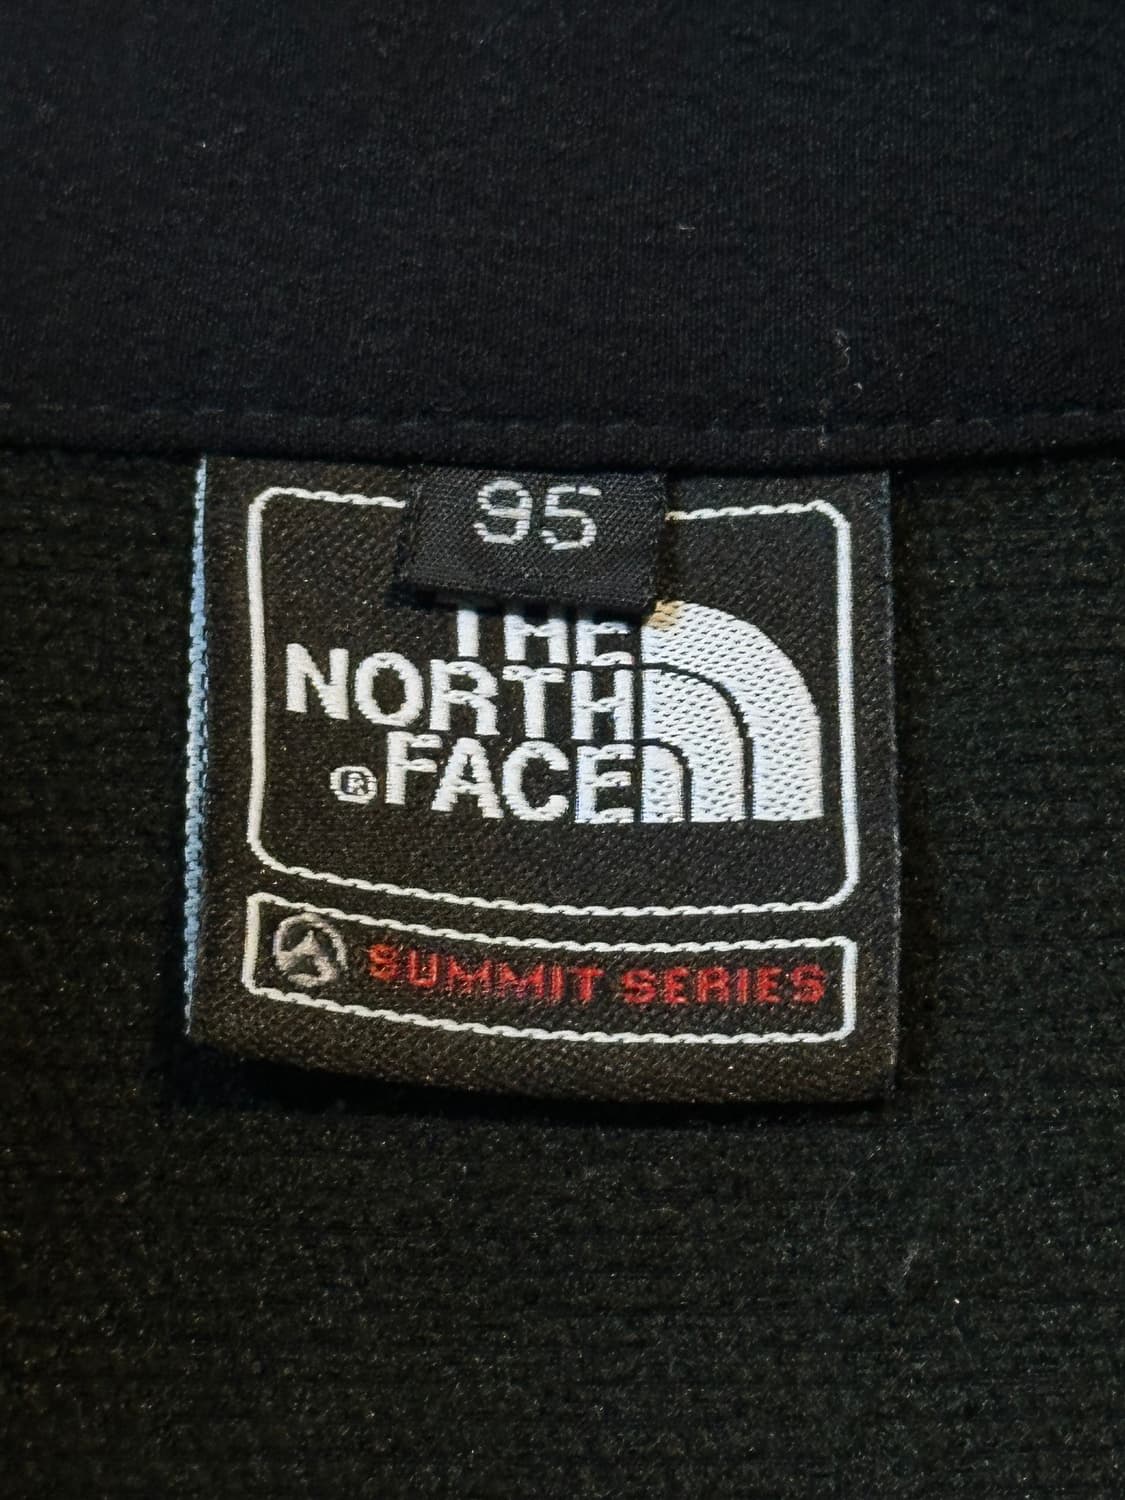 95
THE
NORTH
®FACE
SUMMIT SERIES